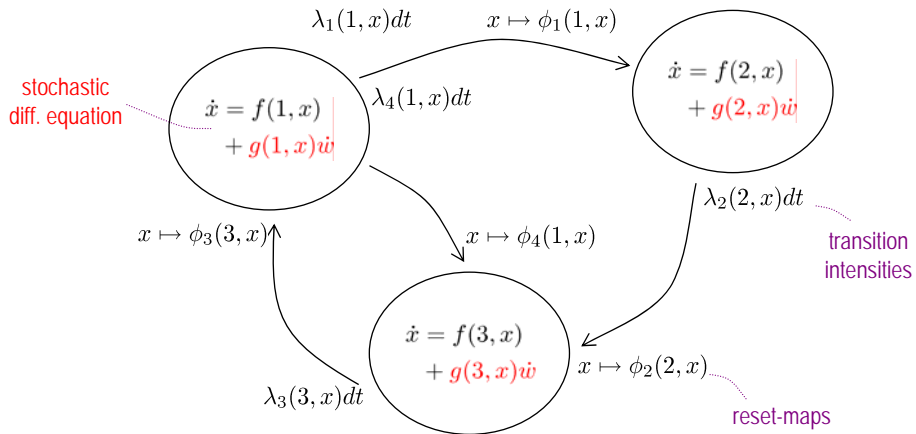 λ₁(1, x)dt
x ↦ ϕ₁(1, x)
stochastic
diff. equation
ẋ = f(1, x)
+ g(1, x)ẇ
λ₄(1, x)dt
ẋ = f(2, x)
+ g(2, x)ẇ
λ₂(2, x)dt
x ↦ ϕ₃(3, x)
x ↦ ϕ₄(1, x)
transition
intensities
ẋ = f(3, x)
+ g(3, x)ẇ
x ↦ ϕ₂(2, x)
λ₃(3, x)dt
reset-maps